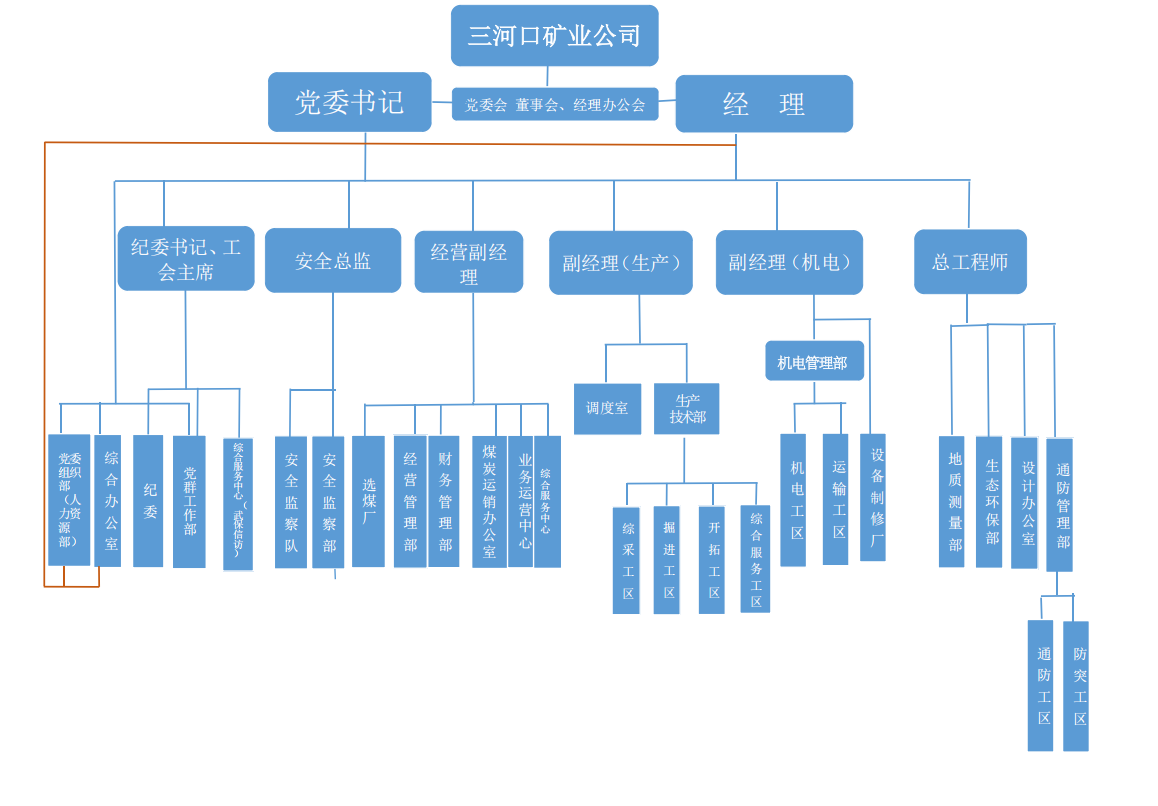 三河口矿业公司
党委书记
党委会 董事会、经理办公会
经 理
纪委书记、工
会主席
安全总监
经营副经
理
副经理（生产）
副经理（机电）
总工程师
机电管理部
调度室
生产
技术部
党委
组织
部（人
力资
源部）
综合办公室
纪委
党群工作部
综合服务中心（武保信访）
安全监察队
安全监察部
选煤厂
经营管理部
财务管理部
煤炭运销办公室
业务运营中心
综合服务中心
机电工区
运输工区
设备制修厂
地质测量部
生态环保部
设计办公室
通防管理部
综采工区
掘进工区
开拓工区
综合服务工区
通防工区
防突工区